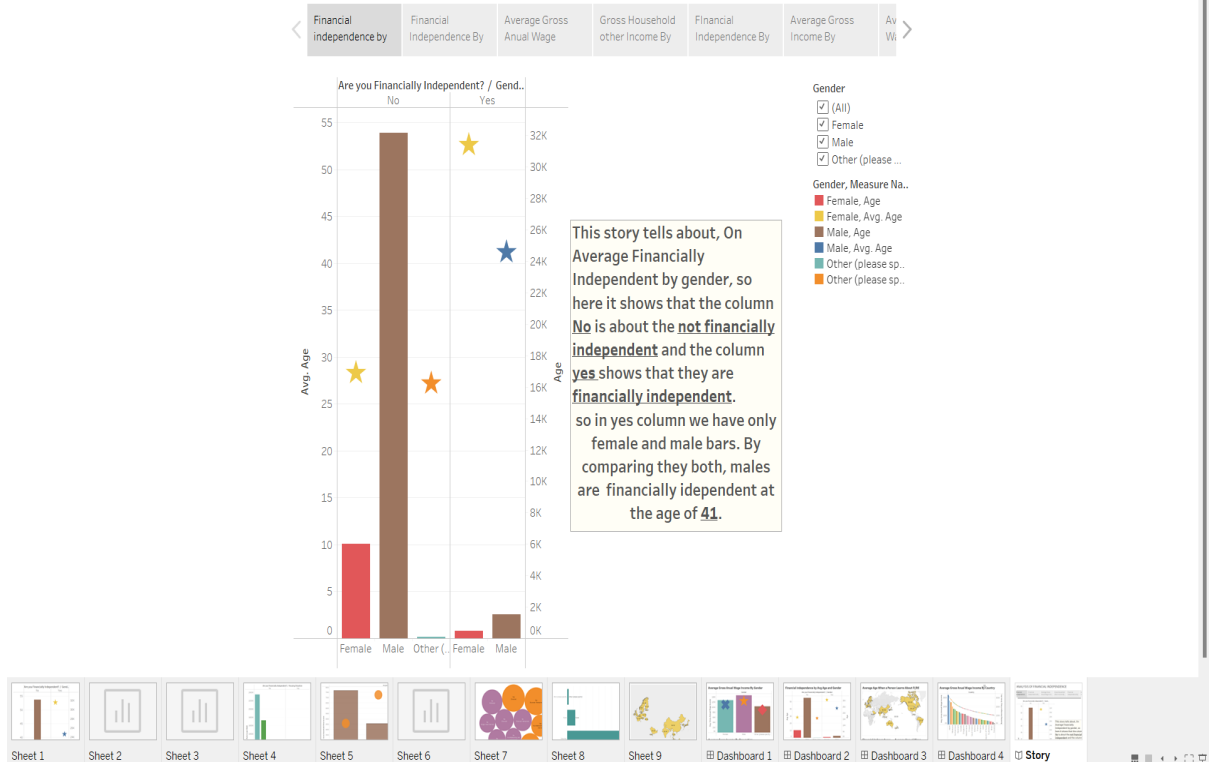 Financial
independence by
Financial
Independence By
Average Gross
Anual Wage
Gross Household
other Income By
FInancial
Independence By
Average Gross
Income By
Av
Are you Financially Independent? / Gend..
No
Yes
55
50
45
40
35
30
25
20
15
10
5
0
Avg. Age
32K
30K
28K
26K
24K
22K
20K
18K
16K
14K
12K
10K
8K
6K
4K
2K
0K
Age
Female
Male
Other (..
Female
Male
This story tells about, On
Average Financially
Independent by gender, so
here it shows that the column
No is about the not financially
independent and the column
yes shows that they are
financially independent.
so in yes column we have only
female and male bars. By
comparing they both, males
are financially idependent at
the age of 41.
Gender
(All)
Female
Male
Other (please ...
Gender, Measure Na..
Female, Age
Female, Avg. Age
Male, Age
Male, Avg. Age
Other (please sp..
Other (please sp..
Sheet 1
Sheet 2
Sheet 3
Sheet 4
Sheet 5
Sheet 6
Sheet 7
Sheet 8
Sheet 9
Dashboard 1
Dashboard 2
Dashboard 3
Dashboard 4
Story